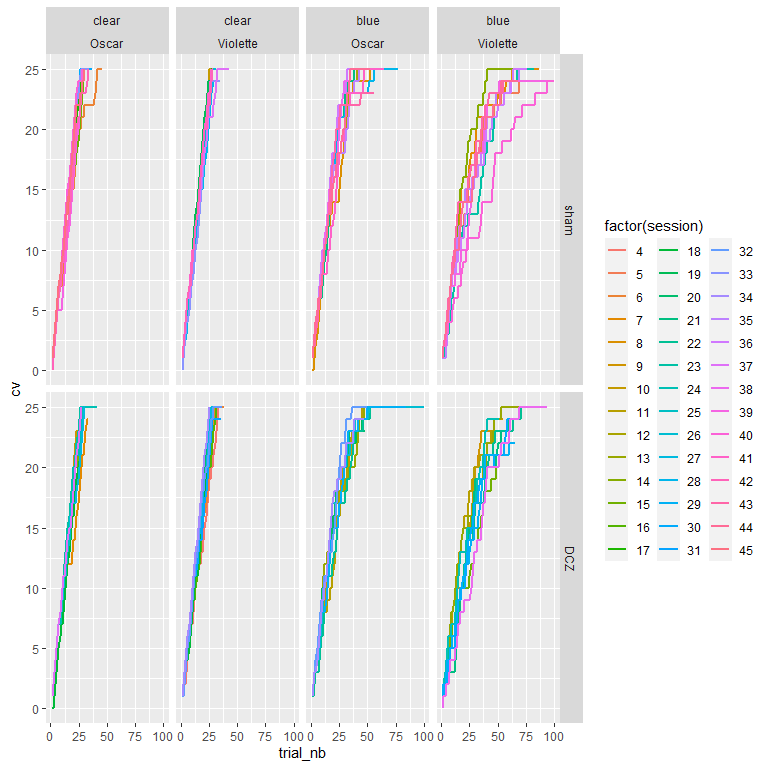 clear clear blue blue
Oscar Violette Oscar Violette
25
20
15
10
5
0
sham
25
20
15
10
5
0
DCZ
cv
0 25 50 75 100 0 25 50 75 100 0 25 50 75 100 0 25 50 75 100
trial_nb
factor(session)
4 18 32
5 19 33
6 20 34
7 21 35
8 22 36
9 23 37
10 24 38
11 25 39
12 26 40
13 27 41
14 28 42
15 29 43
16 30 44
17 31 45